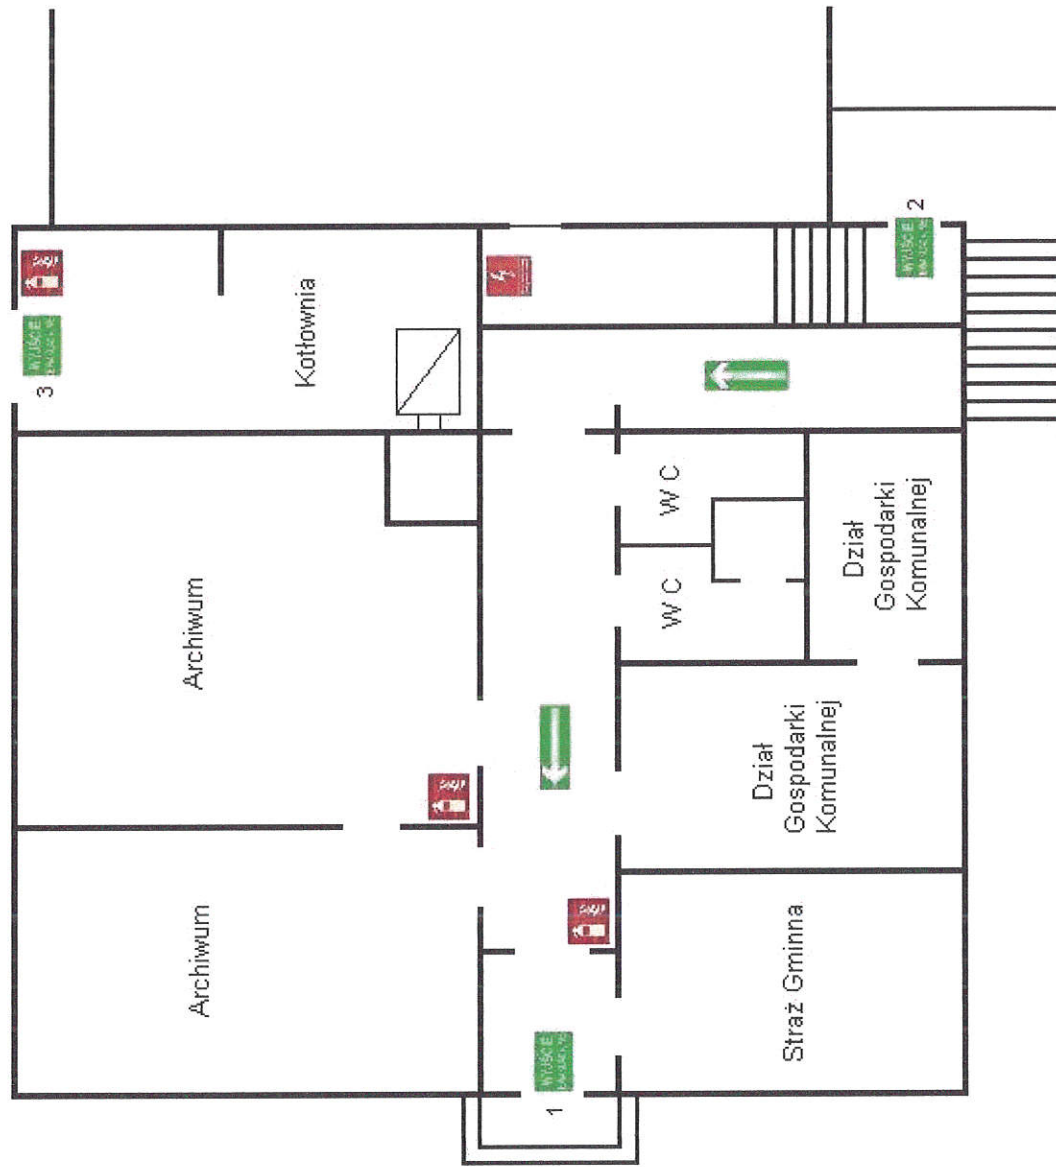 Archiwum
Archiwum
Kotłownia
3
WYJŚCIE
WYJŚCIE
1
WYJŚCIE
2
W C
W C
Straż Gminna
Dział
Gospodarki
Komunalnej
Dział
Gospodarki
Komunalnej